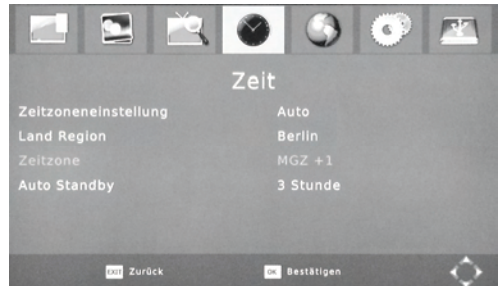 Zeit
Zeitzoneneinstellung Auto
Land Region Berlin
Zeitzone MGZ +1
Auto Standby 3 Stunde
EXIT Zurück OK Bestätigen